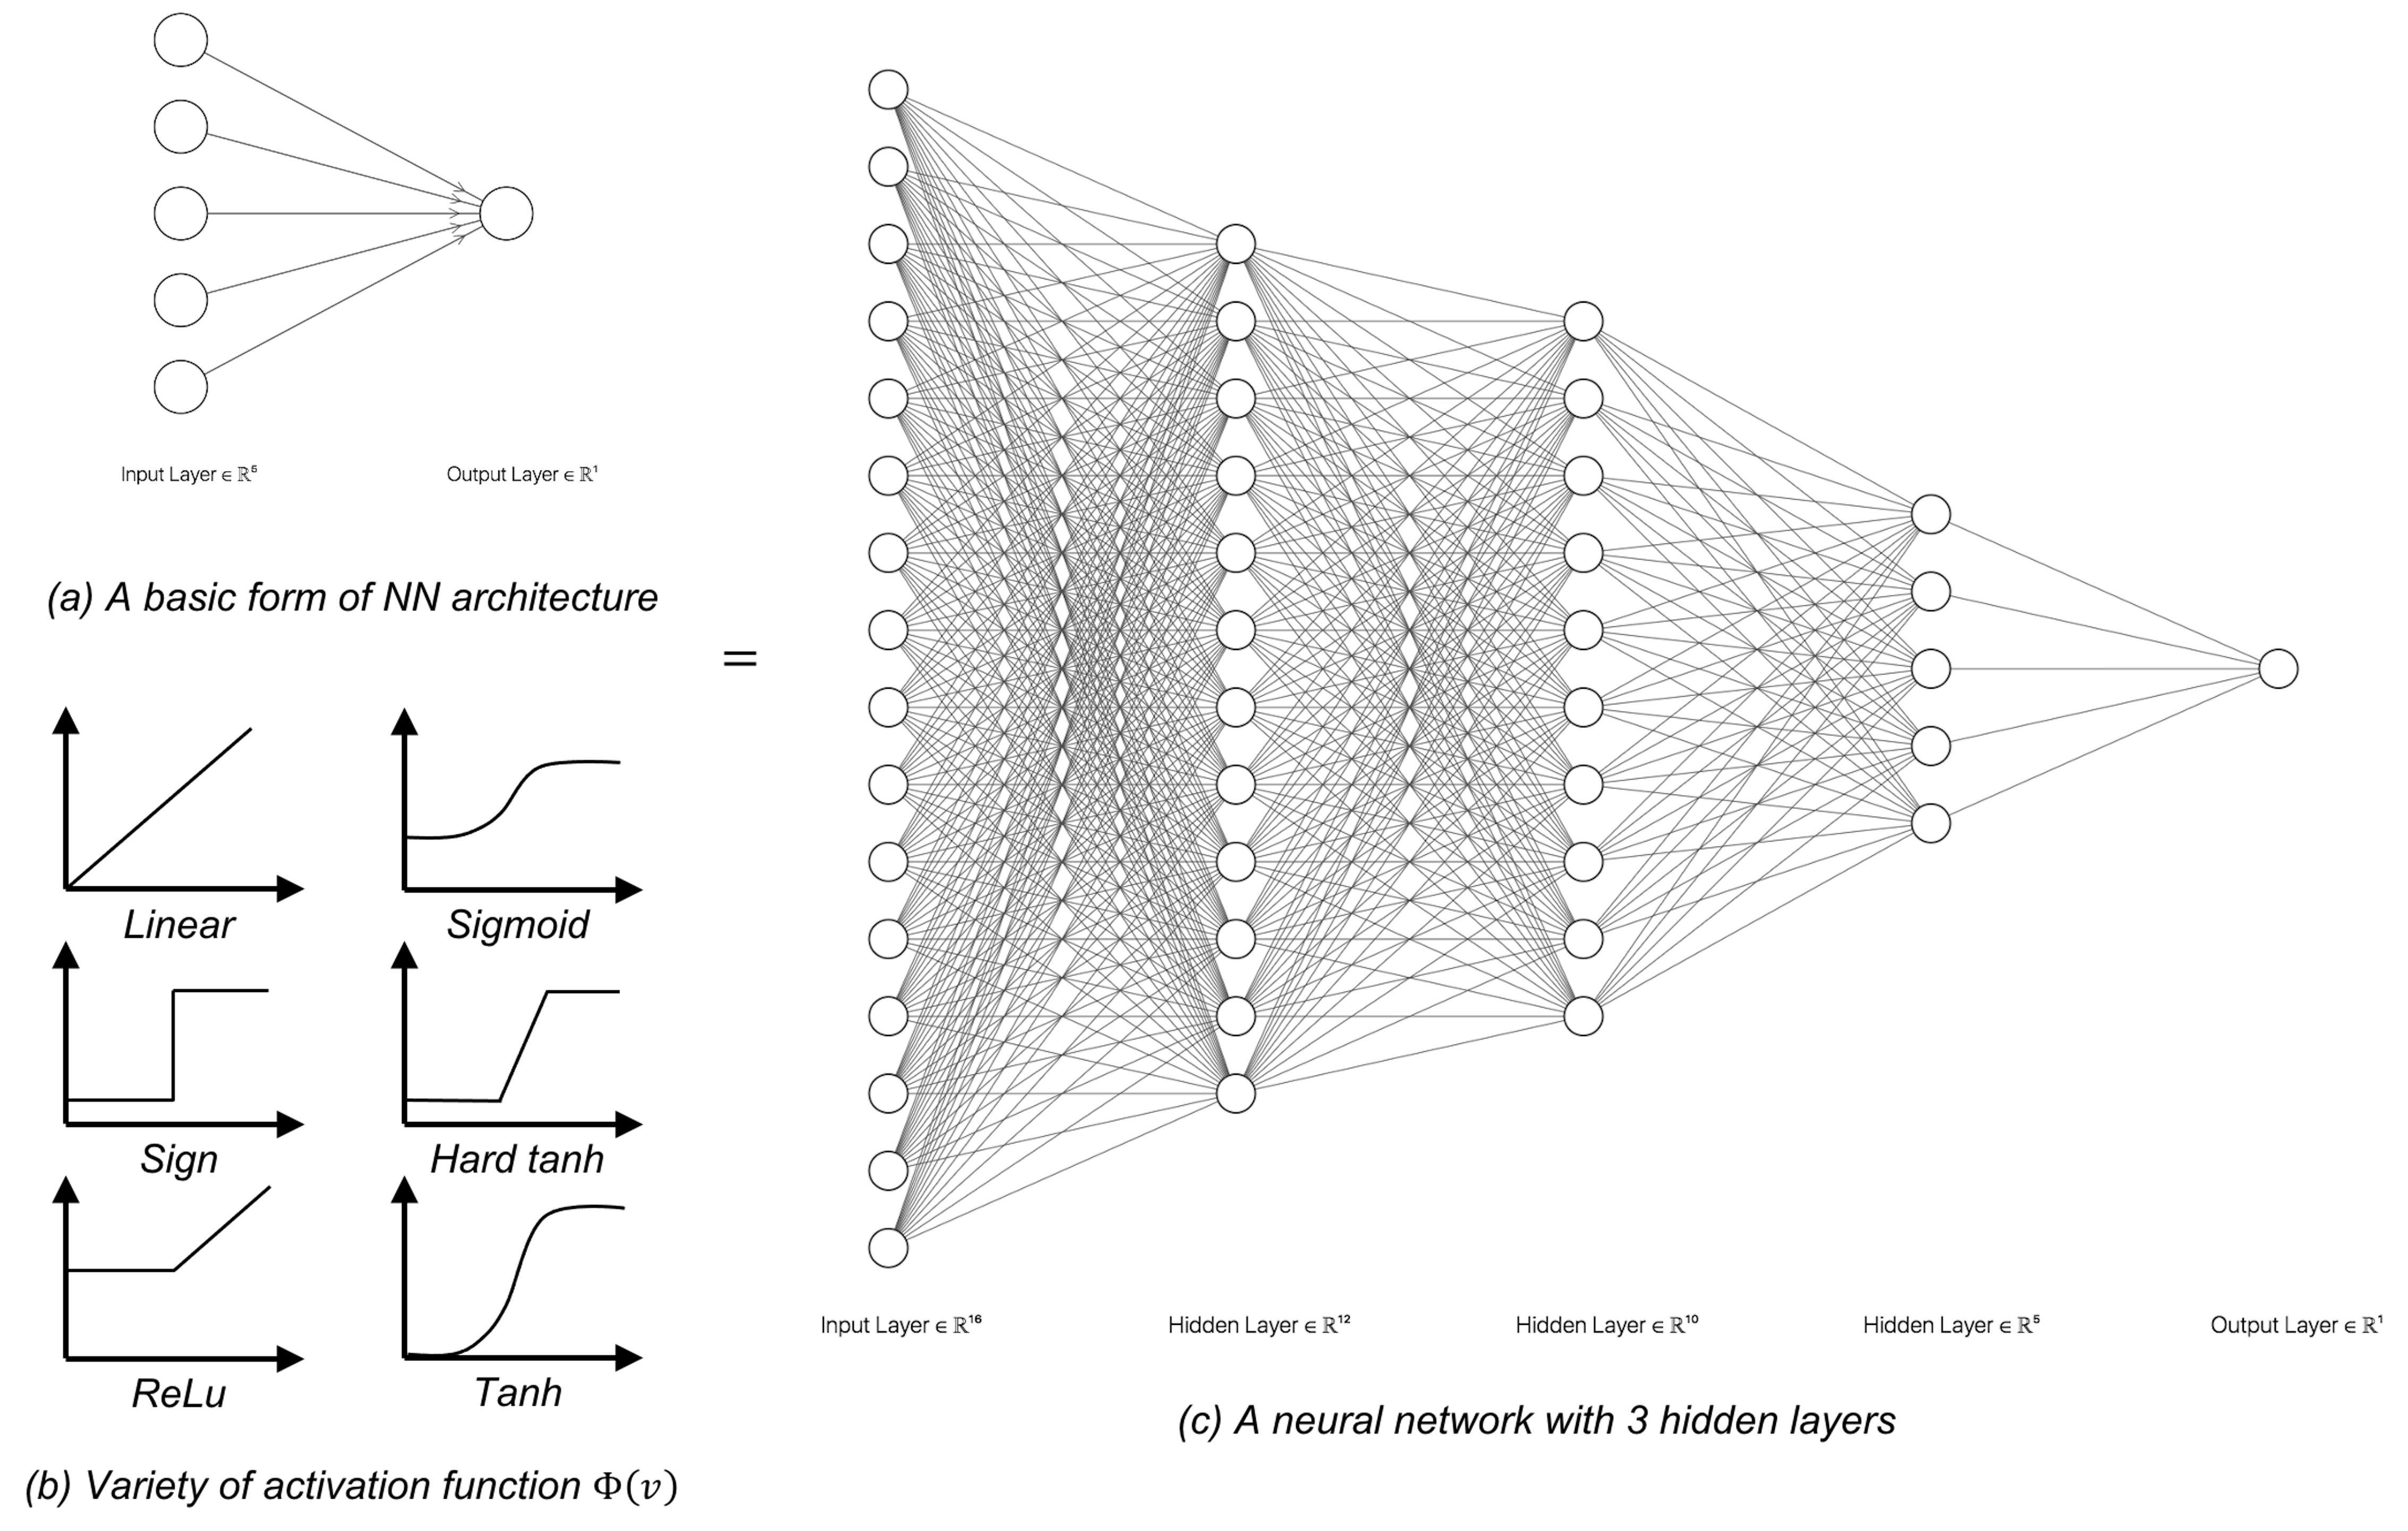 Input Layer ∈ ℝ⁵
Output Layer ∈ ℝ¹
(a) A basic form of NN architecture
=
Linear
Sigmoid
Sign
Hard tanh
ReLu
Tanh
(b) Variety of activation function Φ(v)
Input Layer ∈ ℝ¹⁶
Hidden Layer ∈ ℝ¹²
Hidden Layer ∈ ℝ¹⁰
Hidden Layer ∈ ℝ⁵
Output Layer ∈ ℝ¹
(c) A neural network with 3 hidden layers